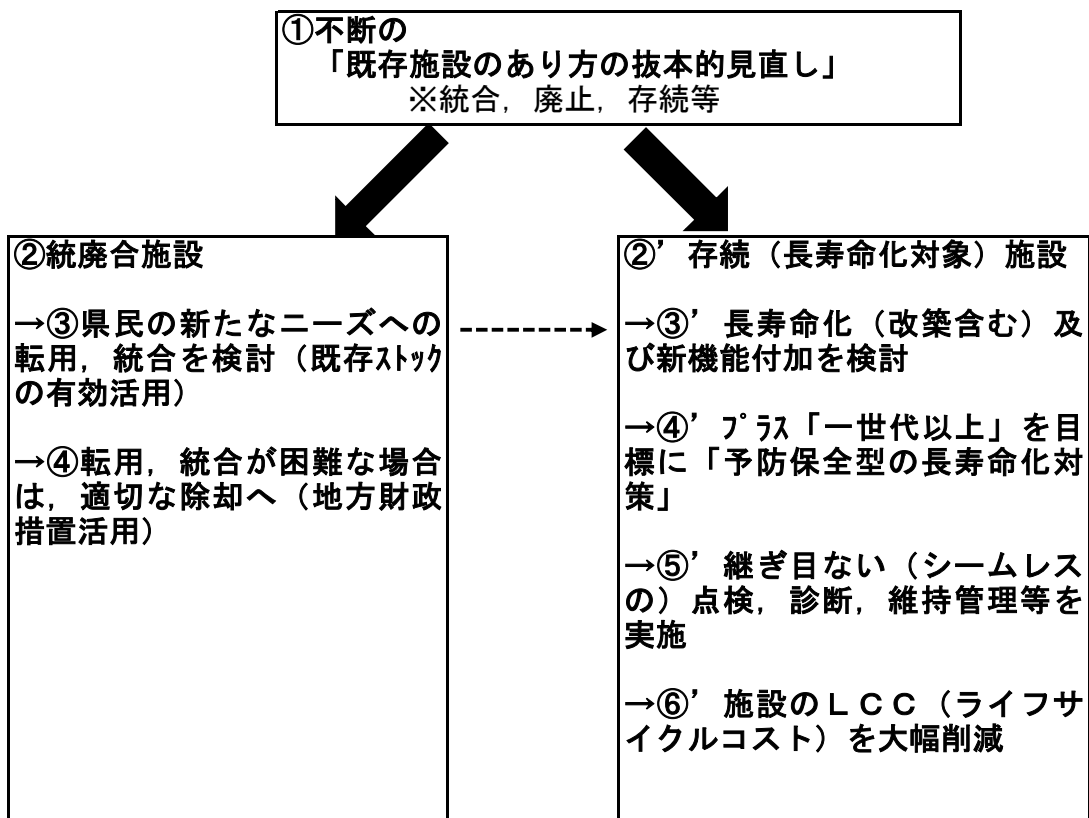 ①不断の
「既存施設のあり方の抜本的見直し」
※統合，廃止，存続等
②統廃合施設
→③県民の新たなニーズへの
転用，統合を検討（既存ｽﾄｯｸ
の有効活用）
→④転用，統合が困難な場合
は，適切な除却へ（地方財政
措置活用）
②’存続（長寿命化対象）施設
→③’長寿命化（改築含む）及
び新機能付加を検討
→④’ﾌﾟﾗｽ「一世代以上」を目
標に「予防保全型の長寿命化対
策」
→⑤’継ぎ目ない（シームレス
の）点検，診断，維持管理等を
実施
→⑥’施設のＬＣＣ（ライフサ
イクルコスト）を大幅削減